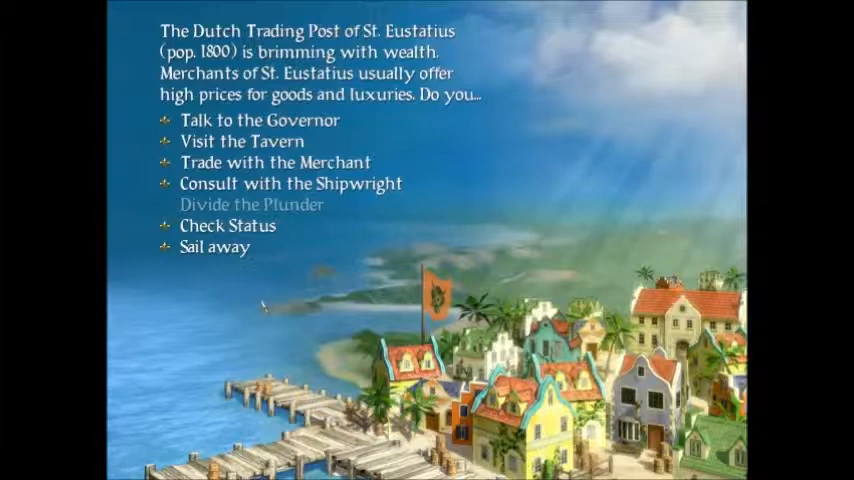 The Dutch Trading Post of St. Eustatius
(pop. 1800) is brimming with wealth.
Merchants of St. Eustatius usually offer
high prices for goods and luxuries. Do you...
Talk to the Governor
Visit the Tavern
Trade with the Merchant
Consult with the Shipwright
Divide the Plunder
Check Status
Sail away